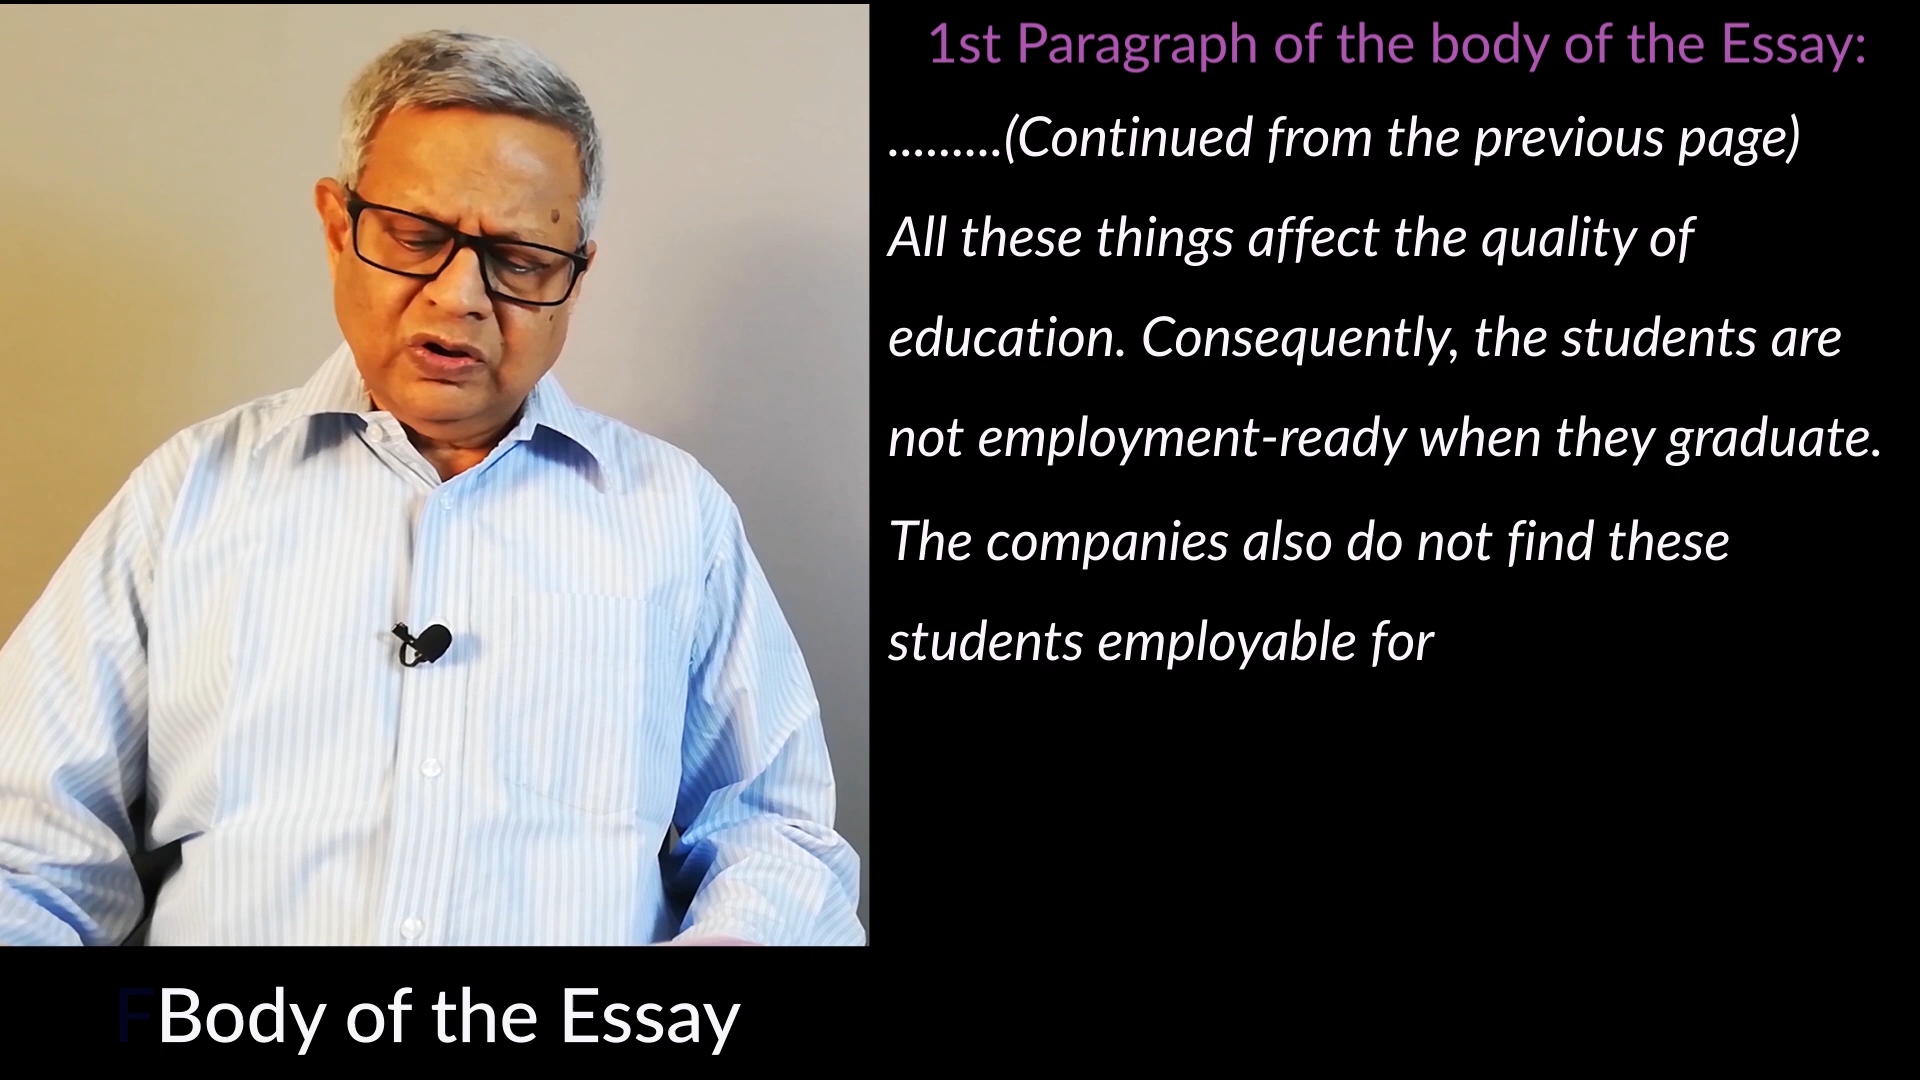 1st Paragraph of the body of the Essay:
.........(Continued from the previous page)
All these things affect the quality of
education. Consequently, the students are
not employment-ready when they graduate.
The companies also do not find these
students employable for
FBody of the Essay